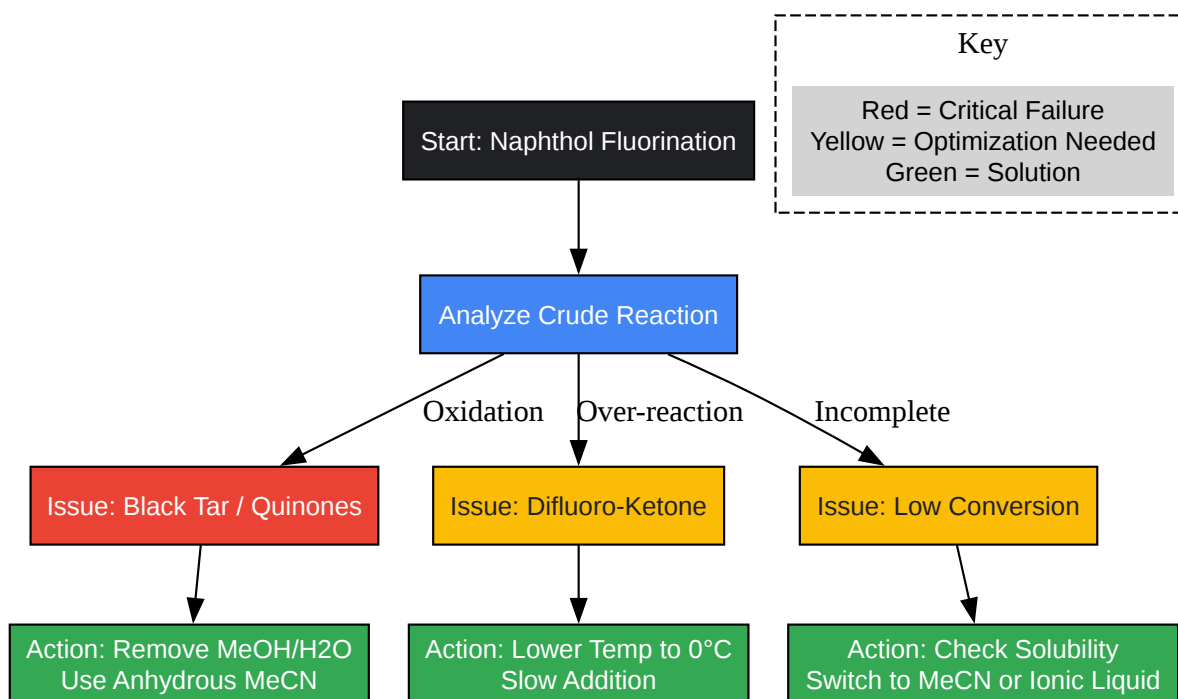 Key
Red = Critical Failure
Yellow = Optimization Needed
Green = Solution
Start: Naphthol Fluorination
Analyze Crude Reaction
Oxidation
Over-reaction
Incomplete
Issue: Black Tar / Quinones
Issue: Difluoro-Ketone
Issue: Low Conversion
Action: Remove MeOH/H2O
Use Anhydrous MeCN
Action: Lower Temp to 0°C
Slow Addition
Action: Check Solubility
Switch to MeCN or Ionic Liquid